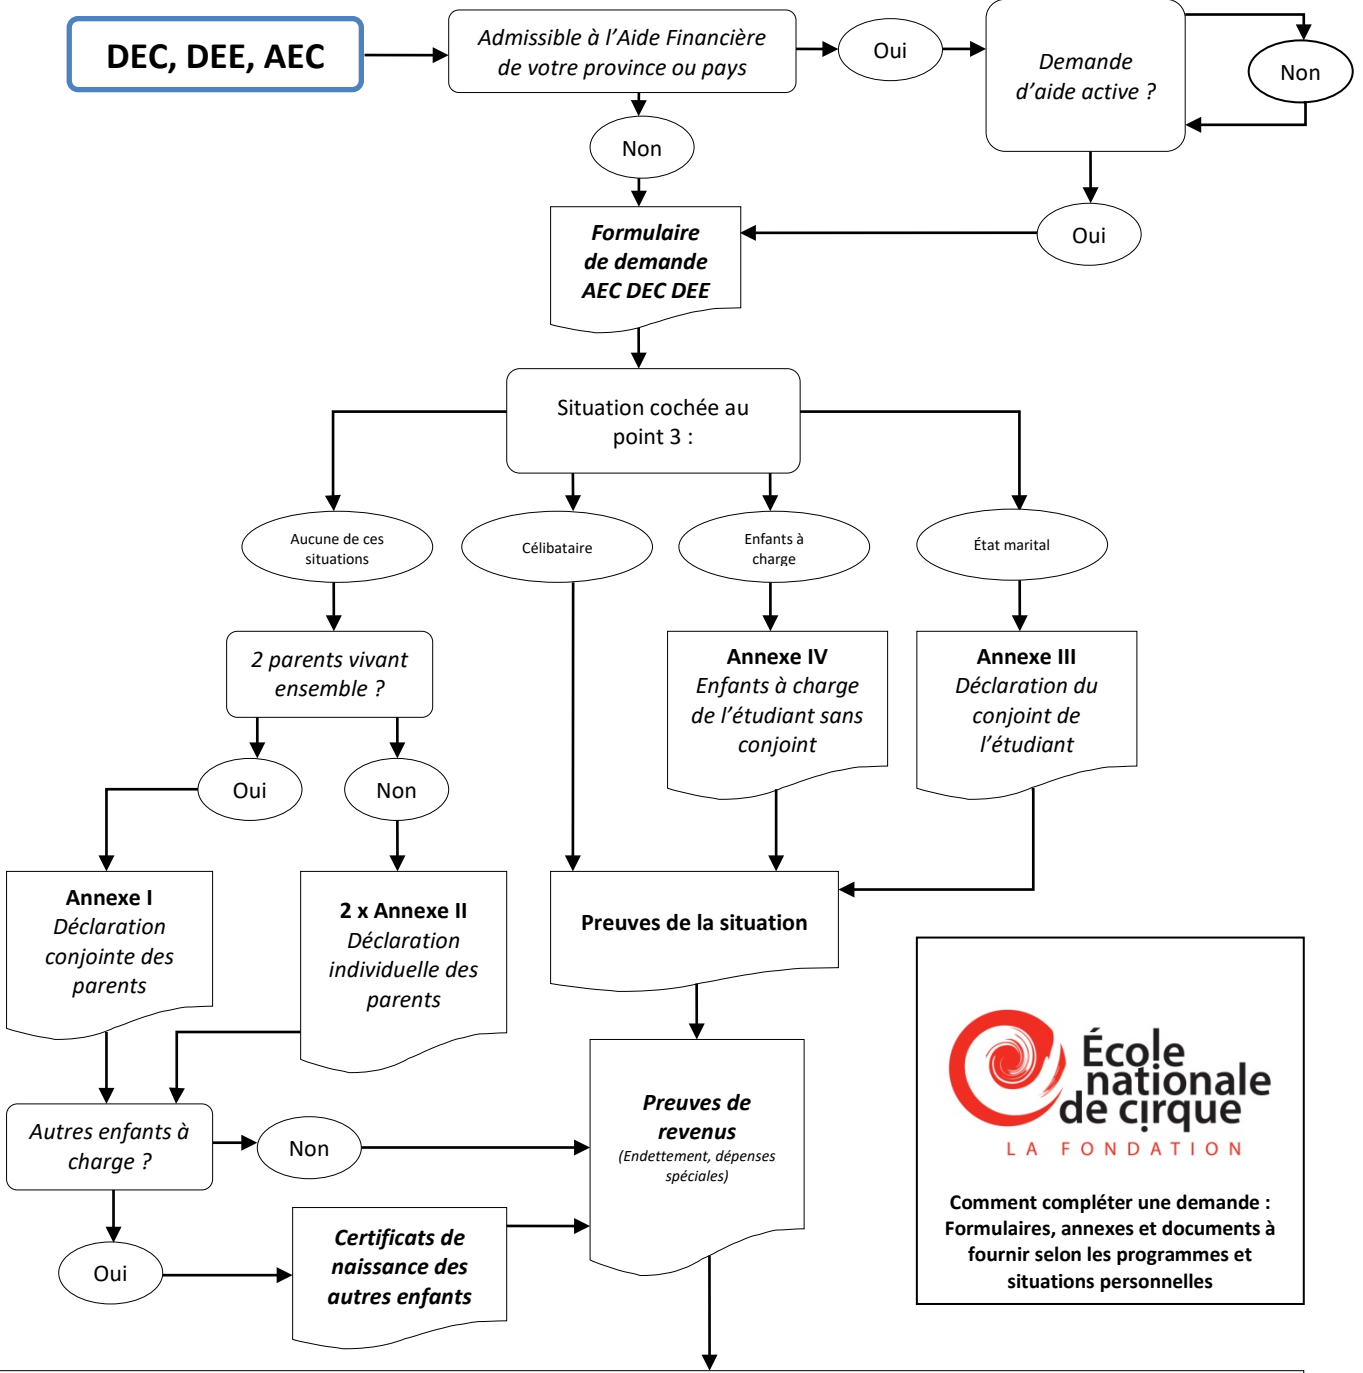 DEC, DEE, AEC
Admissible à l’Aide Financière
de votre province ou pays
Oui
Demande
d’aide active ?
Non
Non
Oui
Formulaire
de demande
AEC DEC DEE
Situation cochée au
point 3 :
Aucune de ces
situations
Célibataire
Enfants à
charge
État marital
2 parents vivant
ensemble ?
Annexe IV
Enfants à charge
de l’étudiant sans
conjoint
Annexe III
Déclaration du
conjoint de
l’étudiant
Oui
Non
Annexe I
Déclaration
conjointe des
parents
2 x Annexe II
Déclaration
individuelle des
parents
Preuves de la situation
Autres enfants à
charge ?
Non
Preuves de
revenus
(Endettement, dépenses
spéciales)
Oui
Certificats de
naissance des
autres enfants
École
nationale
de cirque
LA FONDATION
Comment compléter une demande :
Formulaires, annexes et documents à
fournir selon les programmes et
situations personnelles